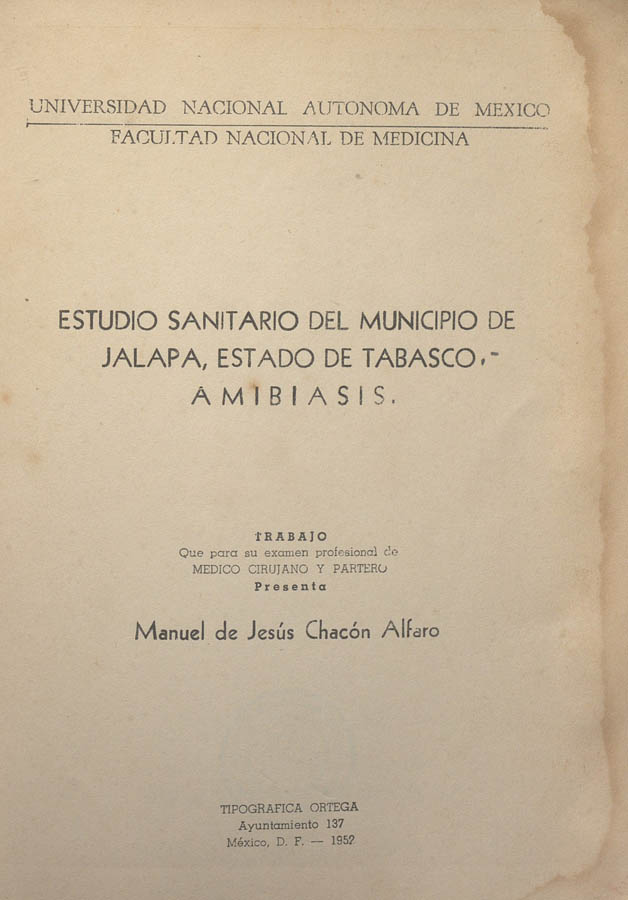 UNIVERSIDAD NACIONAL AUTONOMA DE MEXICO
FACULTAD NACIONAL DE MEDICINA
ESTUDIO SANITARIO DEL MUNICIPIO DE
JALAPA, ESTADO DE TABASCO.-
AMIBIASIS.
TRABAJO
Que para su examen profesional de
MEDICO CIRUJANO Y PARTERO
Presenta
Manuel de Jesús Chacón Alfaro
TIPOGRAFICA ORTEGA
Ayuntamiento 137
México, D. F. — 1952